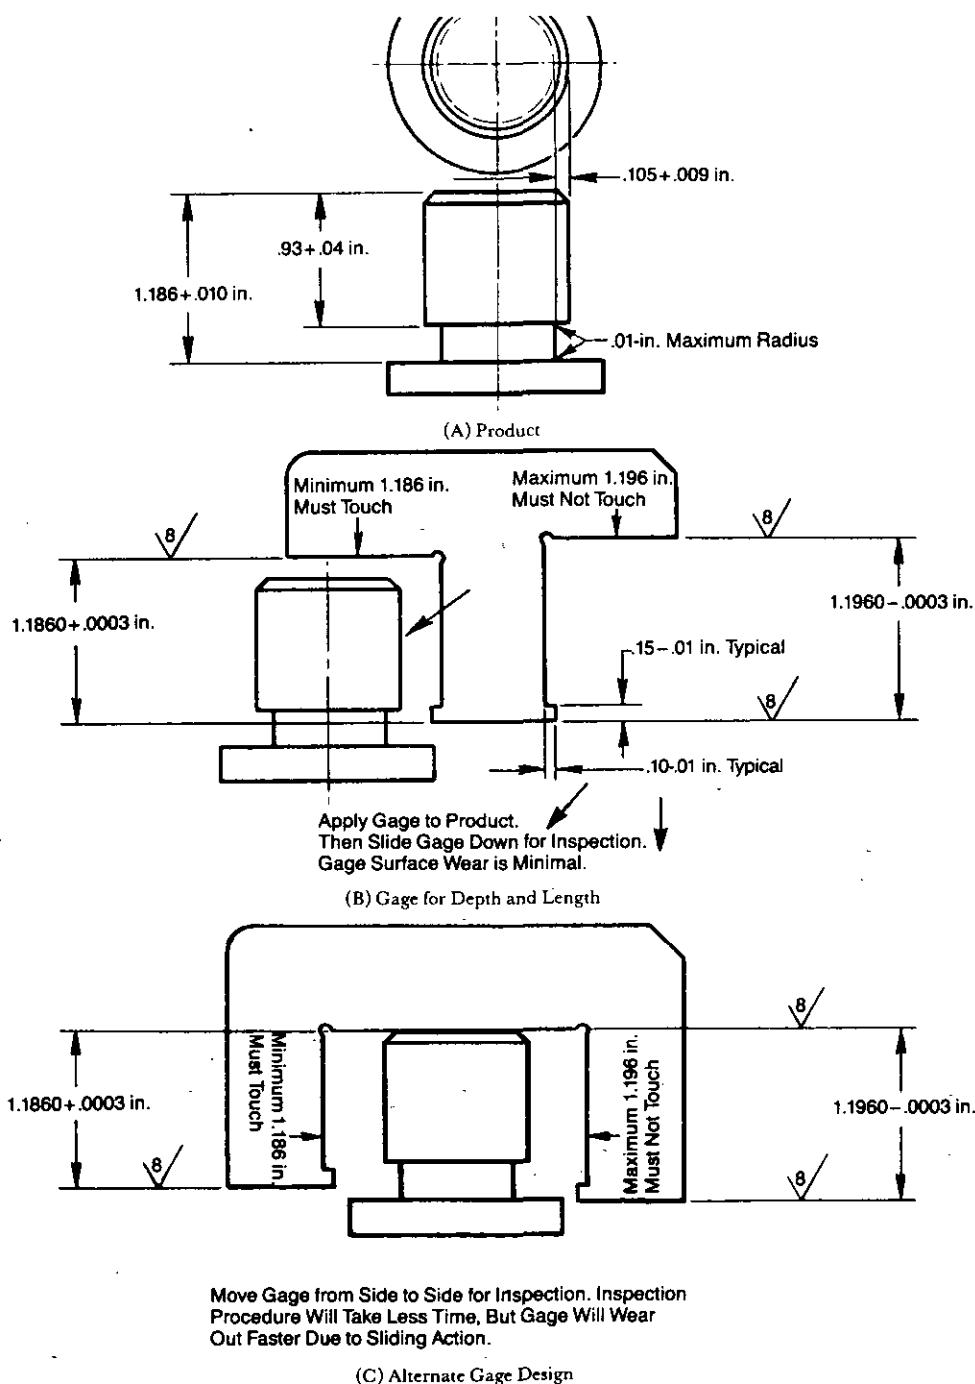 .105+.009 in.
.93+.04 in.
1.186+.010 in.
.01-in. Maximum Radius
(A) Product
Minimum 1.186 in.
Must Touch
Maximum 1.196 in.
Must Not Touch
8
8
1.1860+.0003 in.
1.1960-.0003 in.
.15-.01 in. Typical
8
.10-.01 in. Typical
Apply Gage to Product.
Then Slide Gage Down for Inspection.
Gage Surface Wear is Minimal.
(B) Gage for Depth and Length
8
Minimum 1.186 in.
Must Touch
Maximum 1.196 in.
Must Not Touch
1.1860+.0003 in.
1.1960-.0003 in.
8
8
Move Gage from Side to Side for Inspection. Inspection
Procedure Will Take Less Time, But Gage Will Wear
Out Faster Due to Sliding Action.
(C) Alternate Gage Design